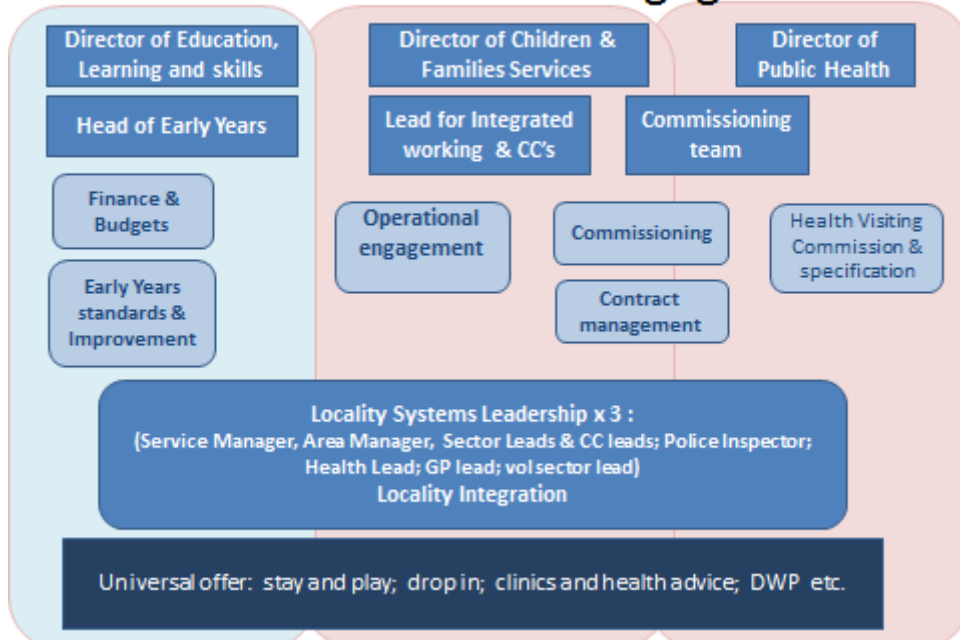 Director of Education,
Learning and skills
Director of Children &
Families Services
Director of
Public Health
Head of Early Years
Lead for Integrated
working & CC's
Commissioning
team
Finance &
Budgets
Operational
engagement
Commissioning
Health Visiting
Commission &
specification
Early Years
standards &
Improvement
Contract
management
Locality Systems Leadership x 3 :
(Service Manager, Area Manager, Sector Leads & CC leads; Police Inspector;
Health Lead; GP lead; vol sector lead)
Locality Integration
Universal offer: stay and play; drop in; clinics and health advice; DWP etc.